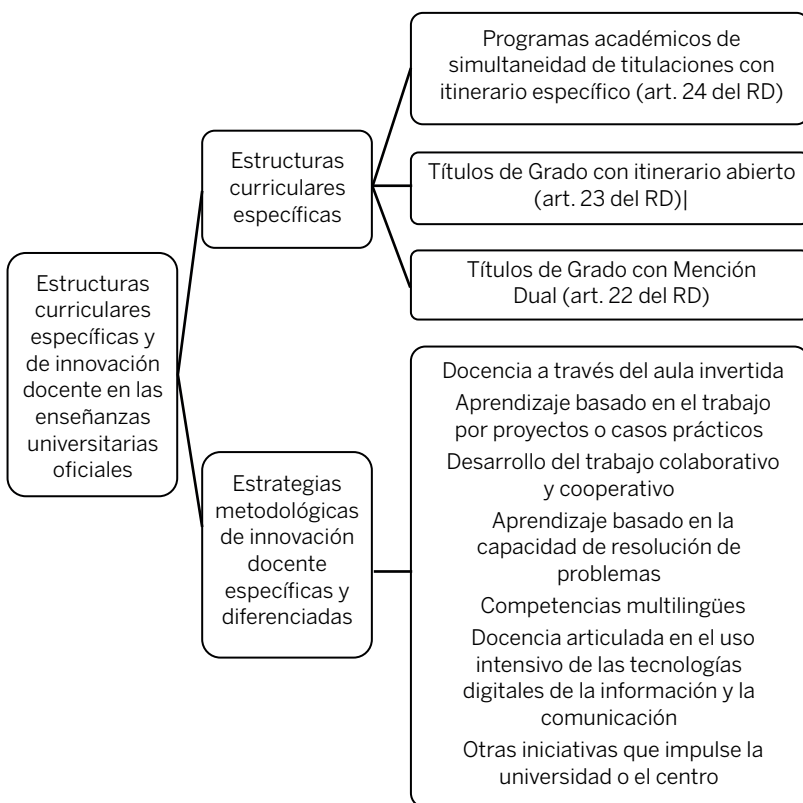 Estructuras
curriculares
específicas y
de innovación
docente en las
enseñanzas
universitarias
oficiales
Estructuras
curriculares
específicas
Programas académicos de
simultaneidad de titulaciones con
itinerario específico (art. 24 del RD)
Títulos de Grado con itinerario abierto
(art. 23 del RD)|
Títulos de Grado con Mención
Dual (art. 22 del RD)
Estrategias
metodológicas
de innovación
docente
específicas y
diferenciadas
Docencia a través del aula invertida
Aprendizaje basado en el trabajo
por proyectos o casos prácticos
Desarrollo del trabajo colaborativo
y cooperativo
Aprendizaje basado en la
capacidad de resolución de
problemas
Competencias multilingües
Docencia articulada en el uso
intensivo de las tecnologías
digitales de la información y la
comunicación
Otras iniciativas que impulse la
universidad o el centro